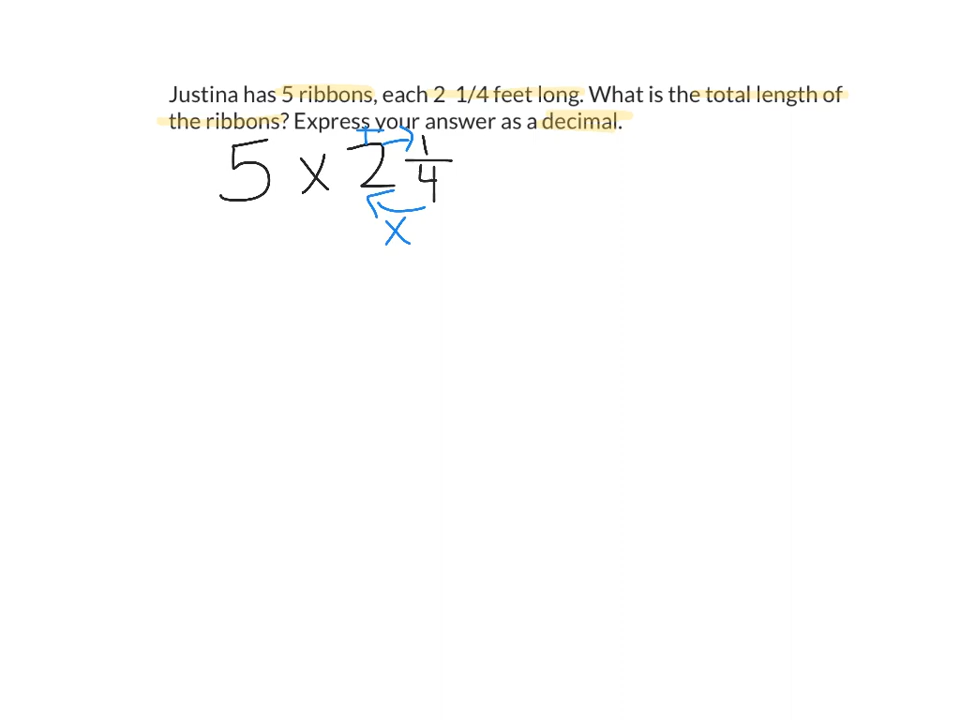 Justina has 5 ribbons, each 2 1/4 feet long. What is the total length of
the ribbons? Express your answer as a decimal.
+
5 x 2 1/4
x